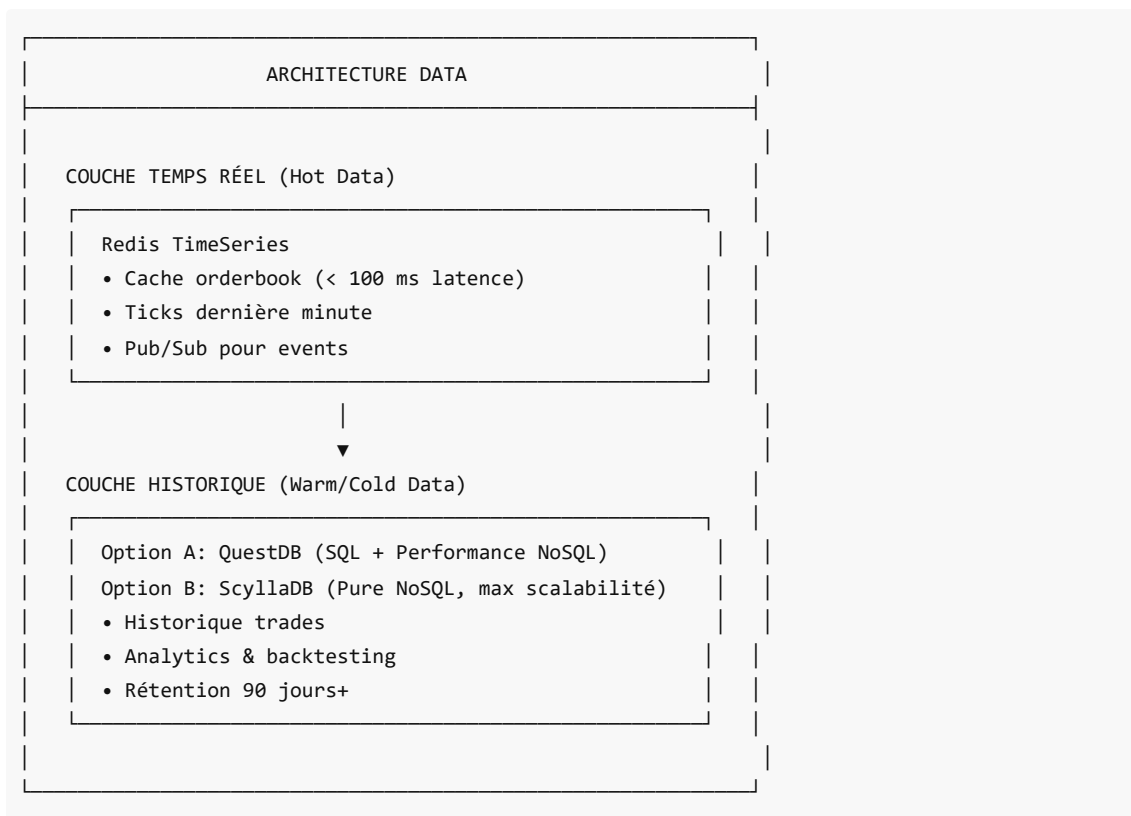 ARCHITECTURE DATA
COUCHE TEMPS RÉEL (Hot Data)
Redis TimeSeries
• Cache orderbook (< 100 ms latence)
• Ticks dernière minute
• Pub/Sub pour events
▼
COUCHE HISTORIQUE (Warm/Cold Data)
Option A: QuestDB (SQL + Performance NoSQL)
Option B: ScyllaDB (Pure NoSQL, max scalabilité)
• Historique trades
• Analytics & backtesting
• Rétention 90 jours+